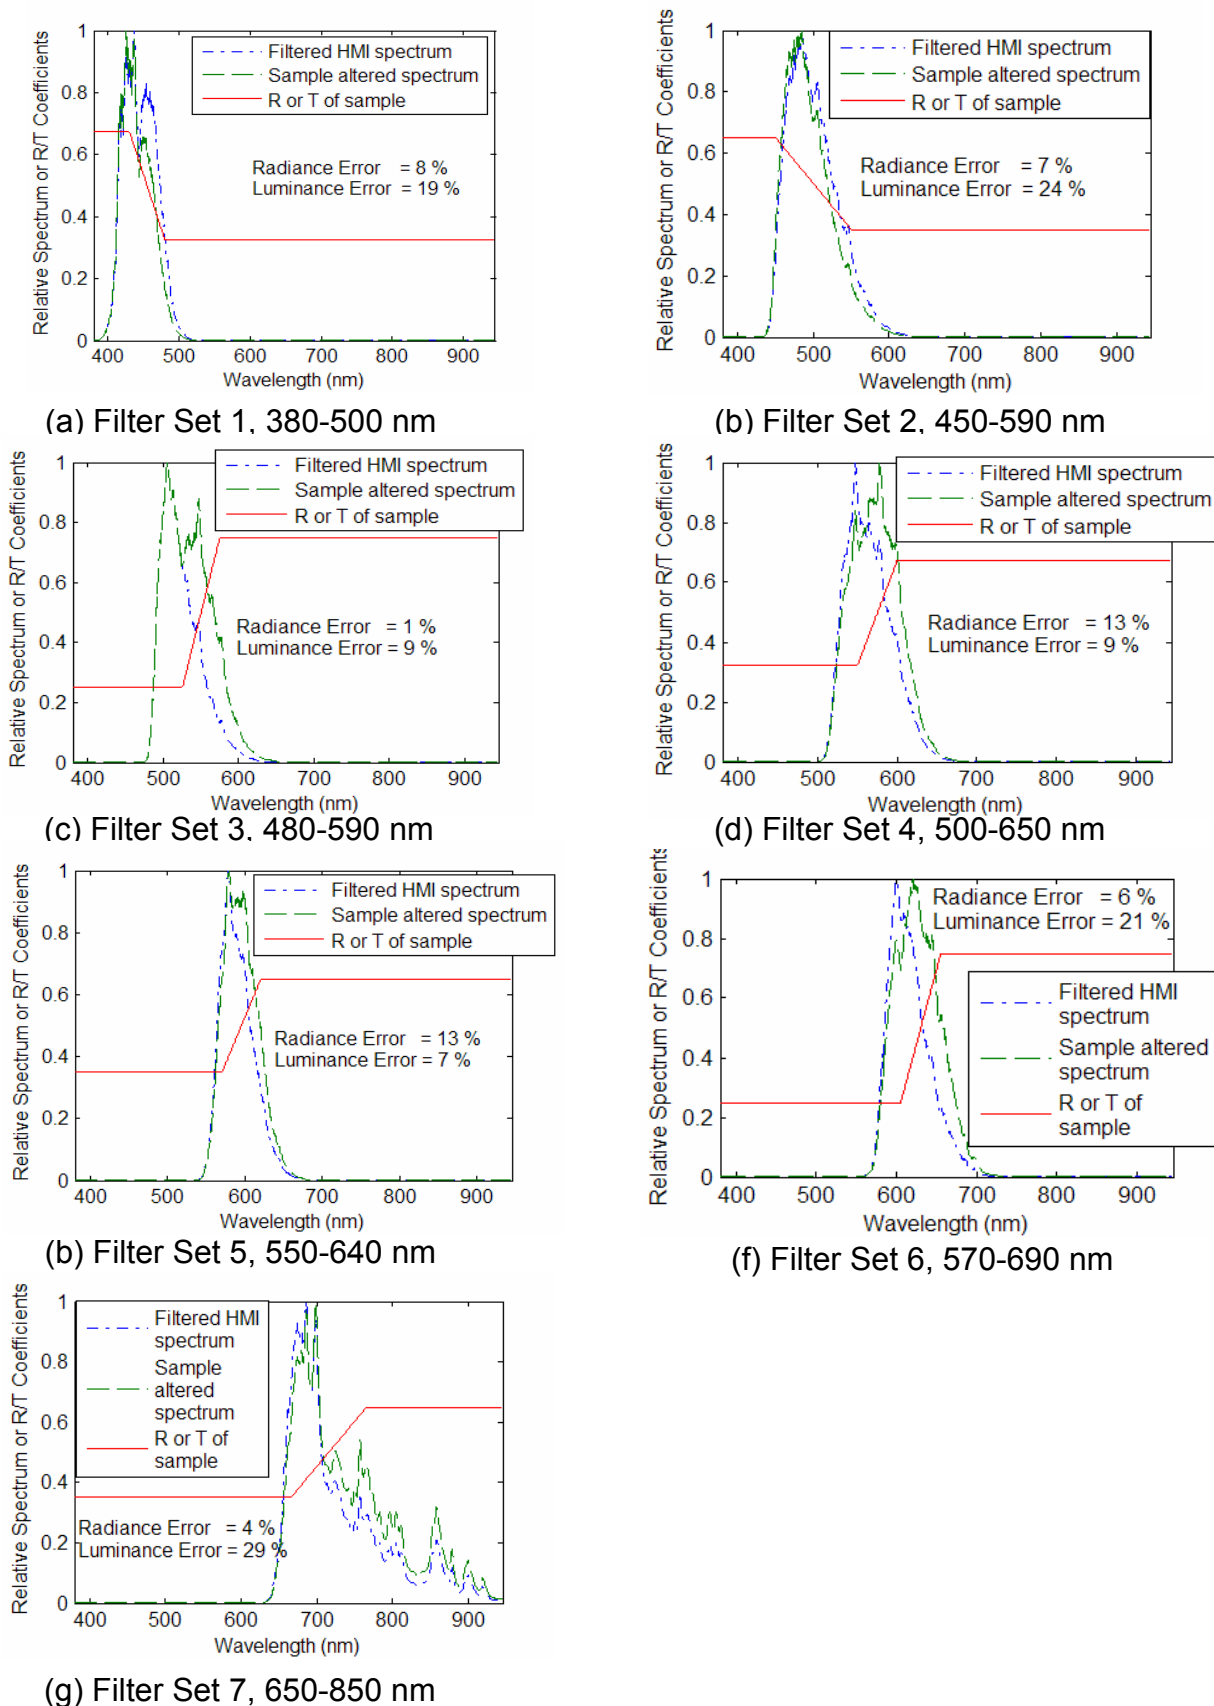 Relative Spectrum or R/T Coefficients
1
0.8
0.6
0.4
0.2
0
Filtered HMI spectrum
Sample altered spectrum
R or T of sample
Radiance Error = 8 %
Luminance Error = 19 %
400 500 600 700 800 900
Wavelength (nm)
(a) Filter Set 1, 380-500 nm
Relative Spectrum or R/T Coefficients
1
0.8
0.6
0.4
0.2
0
Filtered HMI spectrum
Sample altered spectrum
R or T of sample
Radiance Error = 7 %
Luminance Error = 24 %
400 500 600 700 800 900
Wavelength (nm)
(b) Filter Set 2, 450-590 nm
Relative Spectrum or R/T Coefficients
1
0.8
0.6
0.4
0.2
0
Filtered HMI spectrum
Sample altered spectrum
R or T of sample
Radiance Error = 1 %
Luminance Error = 9 %
400 500 600 700 800 900
Wavelength (nm)
(c) Filter Set 3, 480-590 nm
Relative Spectrum or R/T Coefficients
1
0.8
0.6
0.4
0.2
0
Filtered HMI spectrum
Sample altered spectrum
R or T of sample
Radiance Error = 13 %
Luminance Error = 9 %
400 500 600 700 800 900
Wavelength (nm)
(d) Filter Set 4, 500-650 nm
Relative Spectrum or R/T Coefficients
1
0.8
0.6
0.4
0.2
0
Filtered HMI spectrum
Sample altered spectrum
R or T of sample
Radiance Error = 13 %
Luminance Error = 7 %
400 500 600 700 800 900
Wavelength (nm)
(b) Filter Set 5, 550-640 nm
Relative Spectrum or R/T Coefficients
1
0.8
0.6
0.4
0.2
0
Radiance Error = 6 %
Luminance Error = 21 %
Filtered HMI
spectrum
Sample altered
spectrum
R or T of
sample
400 500 600 700 800 900
Wavelength (nm)
(f) Filter Set 6, 570-690 nm
Relative Spectrum or R/T Coefficients
1
0.8
0.6
0.4
0.2
0
Filtered HMI
spectrum
Sample
altered
spectrum
R or T of
sample
Radiance Error = 4 %
Luminance Error = 29 %
400 500 600 700 800 900
Wavelength (nm)
(g) Filter Set 7, 650-850 nm